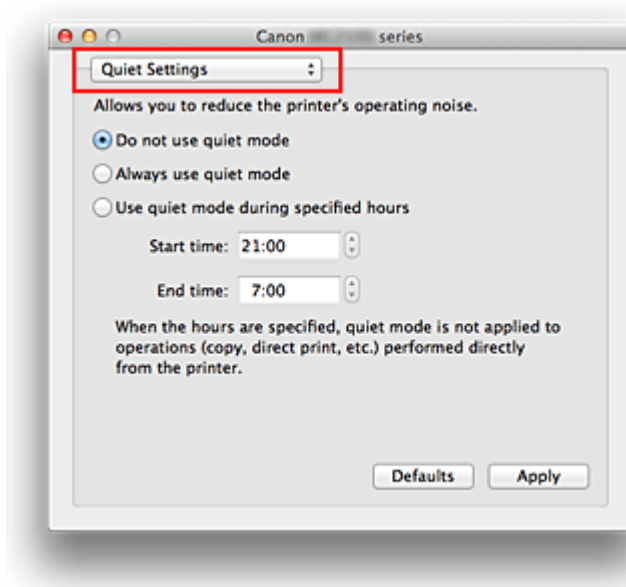 Canon series
Quiet Settings
Allows you to reduce the printer's operating noise.
Do not use quiet mode
Always use quiet mode
Use quiet mode during specified hours
Start time: 21:00
End time: 7:00
When the hours are specified, quiet mode is not applied to
operations (copy, direct print, etc.) performed directly
from the printer.
Defaults Apply